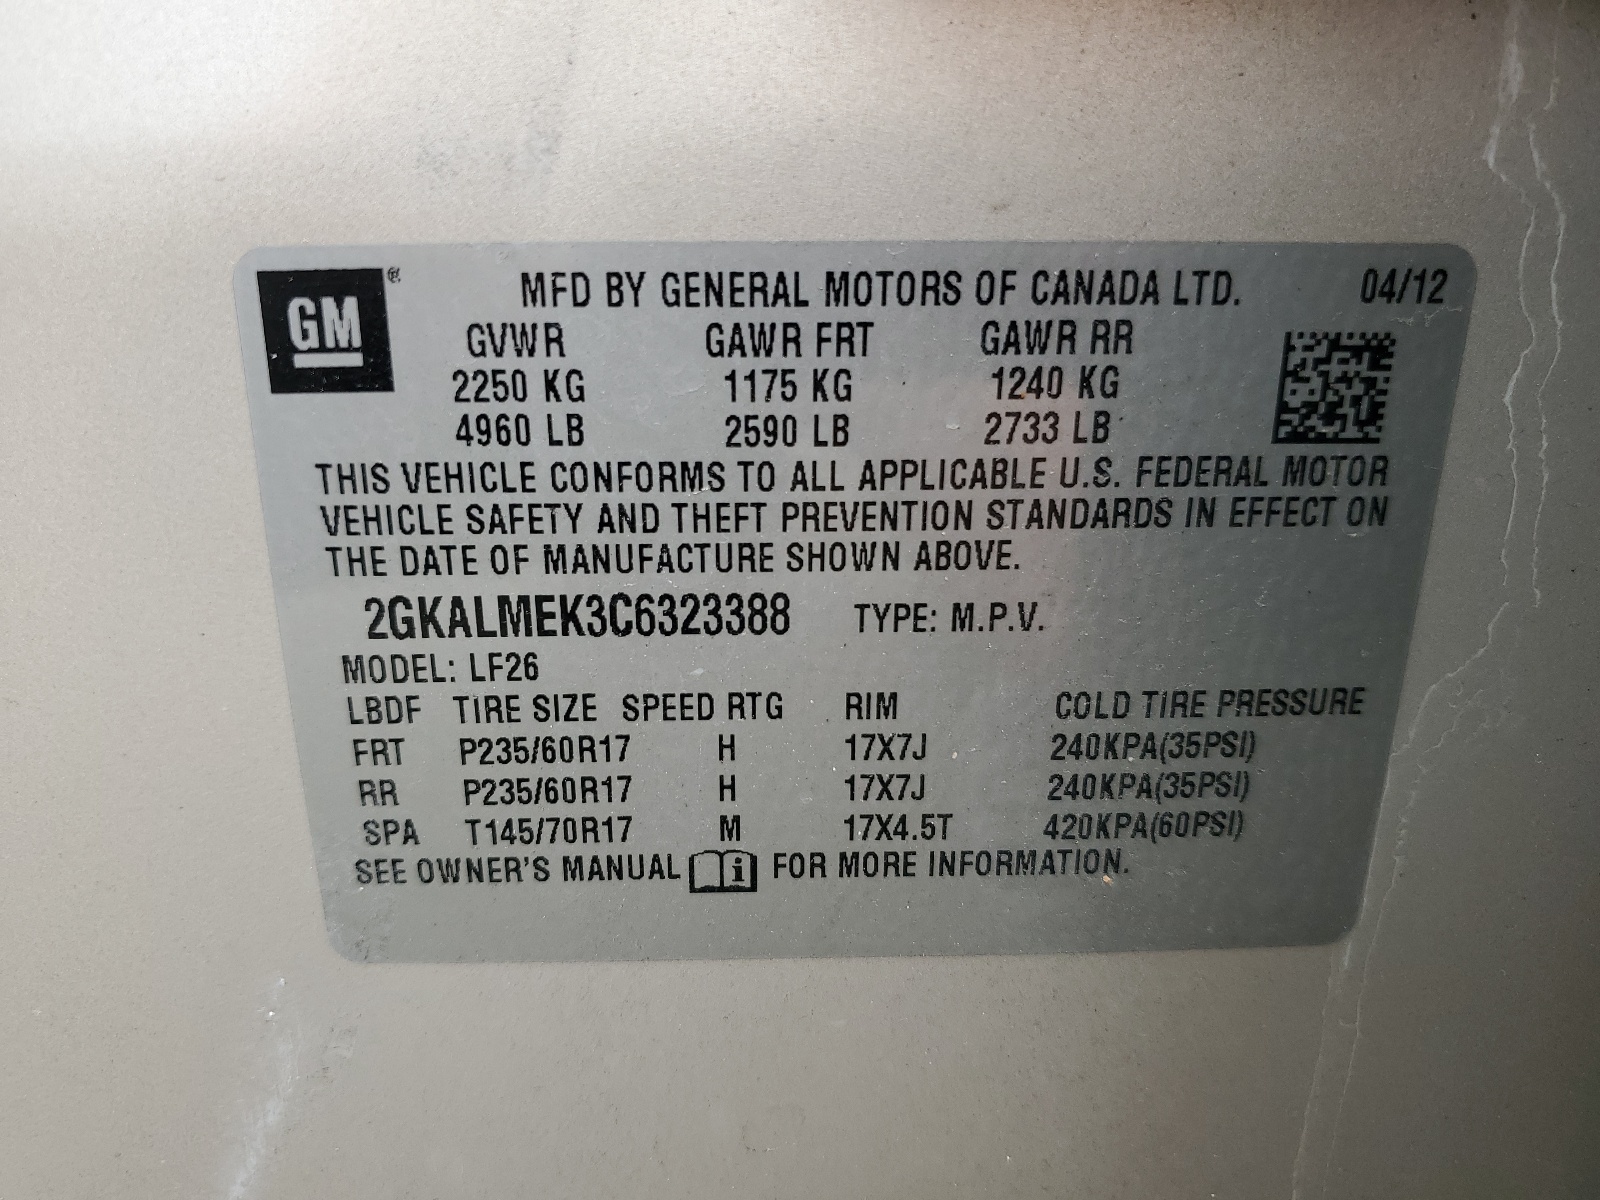 GM ® MFD BY GENERAL MOTORS OF CANADA LTD. 04/12
GVWR GAWR FRT GAWR RR
2250 KG 1175 KG 1240 KG
4960 LB 2590 LB 2733 LB
THIS VEHICLE CONFORMS TO ALL APPLICABLE U.S. FEDERAL MOTOR
VEHICLE SAFETY AND THEFT PREVENTION STANDARDS IN EFFECT ON
THE DATE OF MANUFACTURE SHOWN ABOVE.
2GKALMEK3C6323388 TYPE: M.P.V.
MODEL: LF26
LBDF TIRE SIZE SPEED RTG RIM COLD TIRE PRESSURE
FRT P235/60R17 H 17X7J 240KPA(35PSI)
RR P235/60R17 H 17X7J 240KPA(35PSI)
SPA T145/70R17 M 17X4.5T 420KPA(60PSI)
SEE OWNER'S MANUAL i FOR MORE INFORMATION.